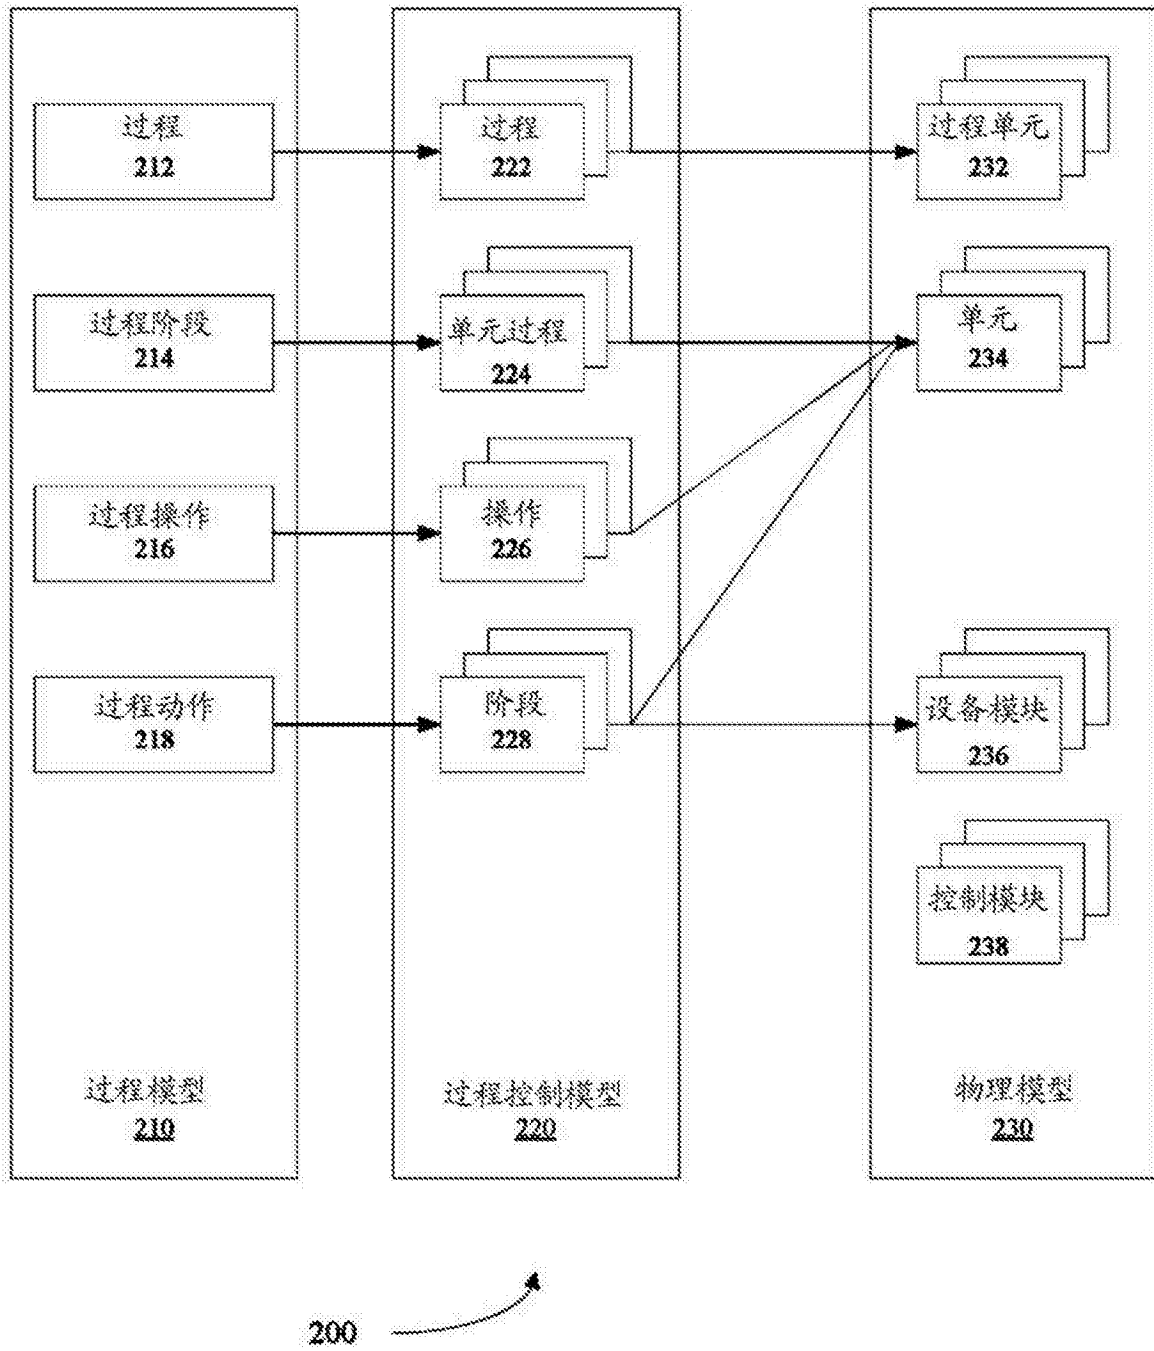 过程
212
过程阶段
214
过程操作
216
过程动作
218
过程模型
210
过程
222
单元过程
224
操作
226
阶段
228
过程控制模型
220
过程单元
232
单元
234
设备模块
236
控制模块
238
物理模型
230
200